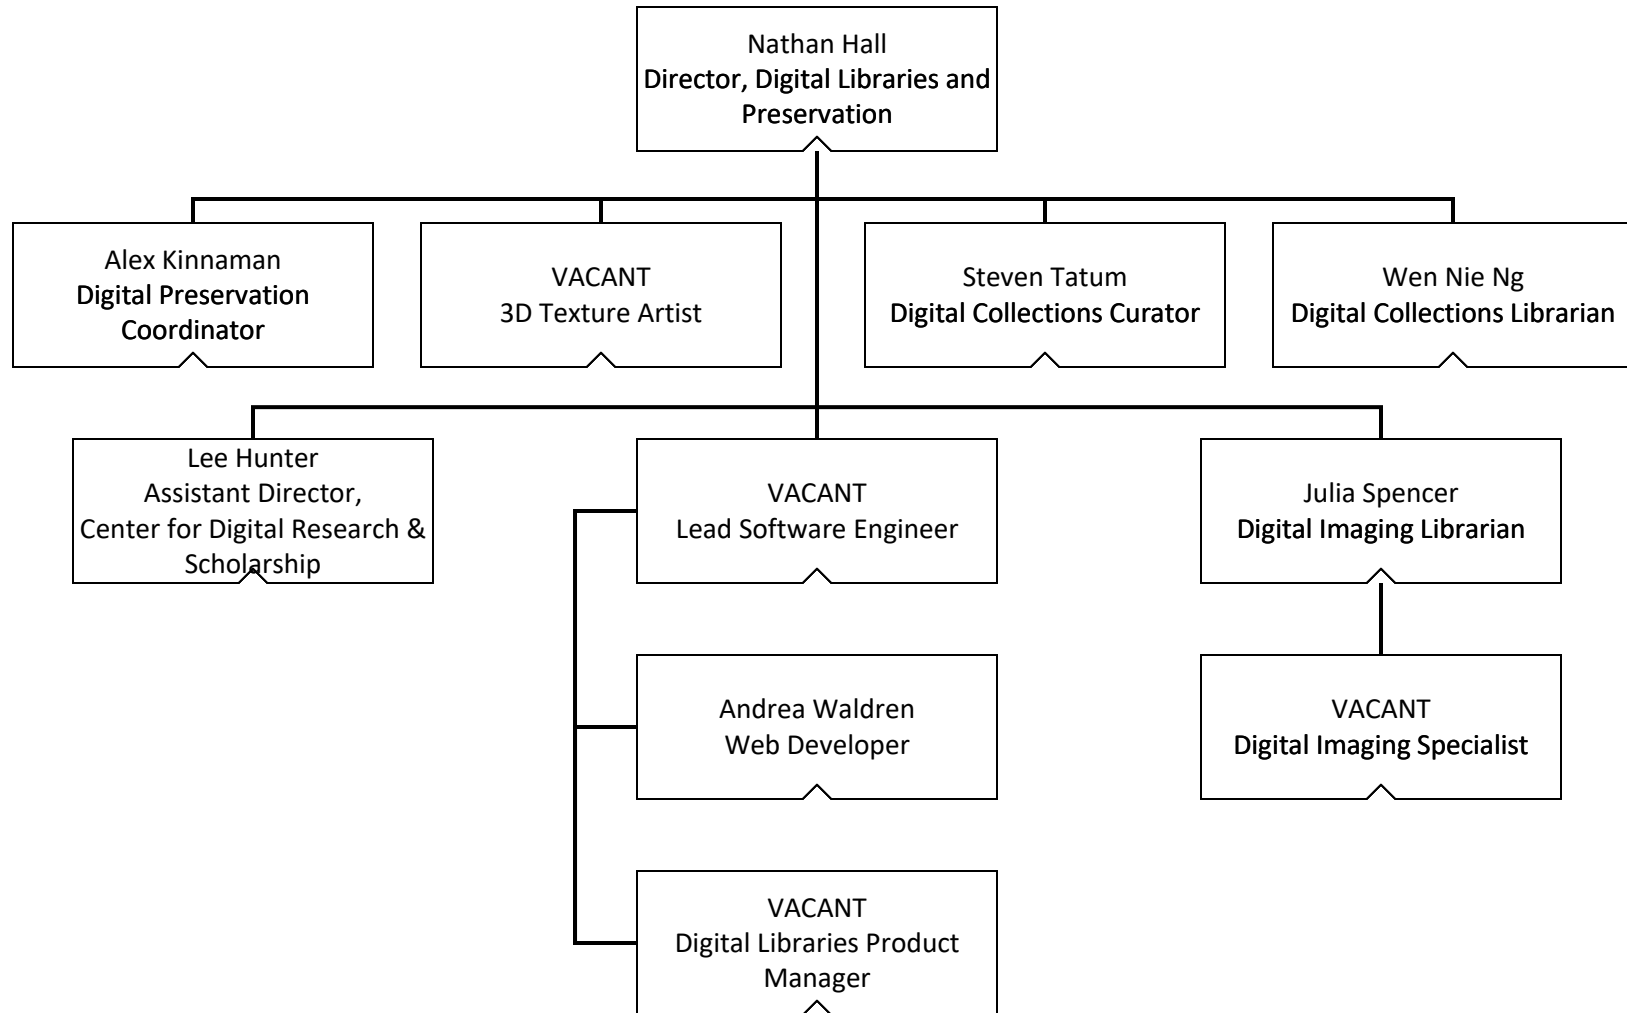 Nathan Hall
Director, Digital Libraries and
Preservation
Alex Kinnaman
Digital Preservation
Coordinator
VACANT
3D Texture Artist
Steven Tatum
Digital Collections Curator
Wen Nie Ng
Digital Collections Librarian
Lee Hunter
Assistant Director,
Center for Digital Research &
Scholarship
VACANT
Lead Software Engineer
Julia Spencer
Digital Imaging Librarian
Andrea Waldren
Web Developer
VACANT
Digital Imaging Specialist
VACANT
Digital Libraries Product
Manager